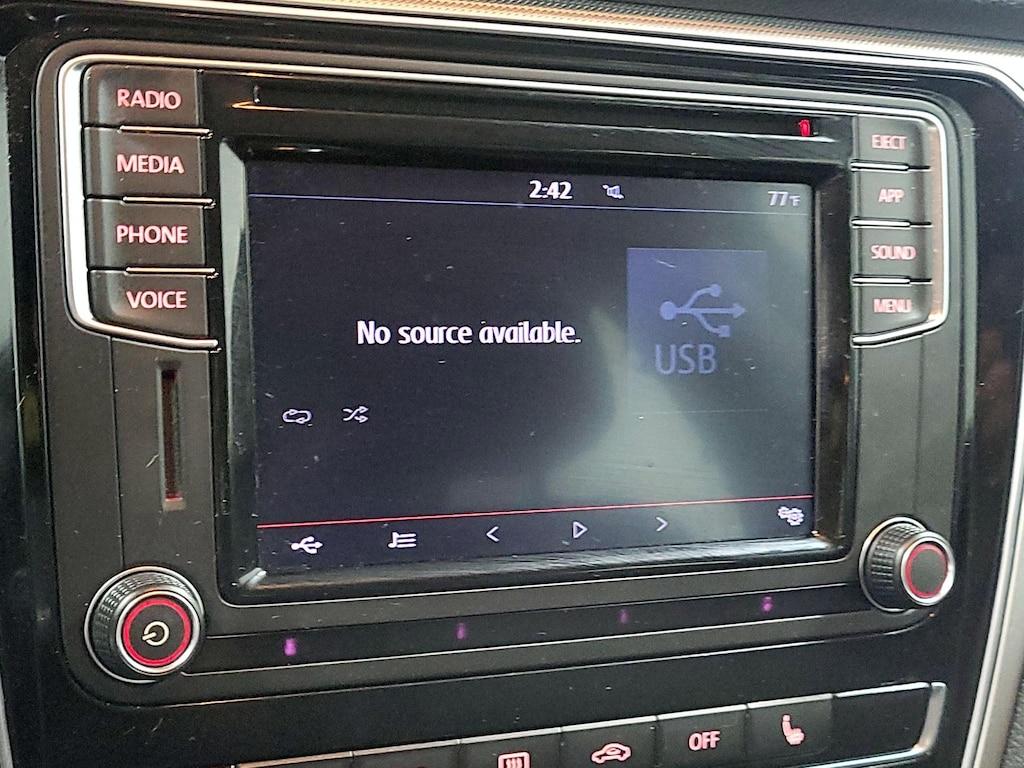 RADIO
EJECT
MEDIA
APP
PHONE
SOUND
VOICE
MENU
2:42
77°F
No source available.
USB
OFF